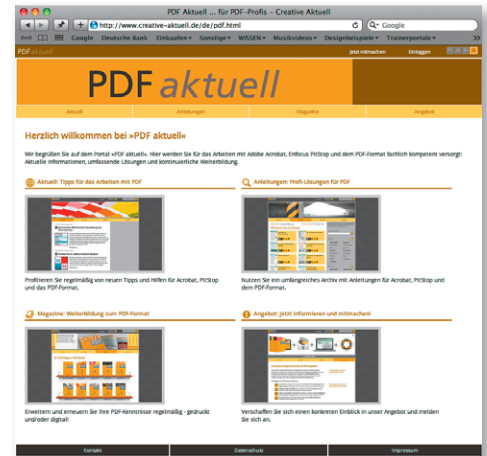 PDF Aktuell ... für PDF-Profis – Creative Aktuell
http://www.creative-aktuell.de/de/pdf.html
Google
Google Deutsche Bank Einkaufen Sonstige WISSEN Musikvideos Designbeispiele Trainerportale
PDFaktuell Jetzt mitmachen Einloggen
PDF aktuell
Aktuell Anleitungen Magazine Angebot
Herzlich willkommen bei »PDF aktuell«
Wir begrüßen Sie auf dem Portal »PDF aktuell«. Hier werden Sie für das Arbeiten mit Adobe Acrobat, Enfocus PitStop und dem PDF-Format fachlich kompetent versorgt:
Aktuelle Informationen, umfassende Lösungen und kontinuierliche Weiterbildung.
Aktuell: Tipps für das Arbeiten mit PDF
Profitieren Sie regelmäßig von neuen Tipps und Hilfen für Acrobat, PitStop
und das PDF-Format.
Anleitungen: Profi-Lösungen für PDF
Nutzen Sie ein umfangreiches Archiv mit Anleitungen für Acrobat, PitStop und
dem PDF-Format.
Magazine: Weiterbildung zum PDF-Format
Erweitern und erneuern Sie Ihre PDF-Kenntnisse regelmäßig - gedruckt
und/oder digital!
Angebot: Jetzt informieren und mitmachen!
Verschaffen Sie sich einen konkreten Einblick in unser Angebot und melden
Sie sich an.
Kontakt Datenschutz Impressum